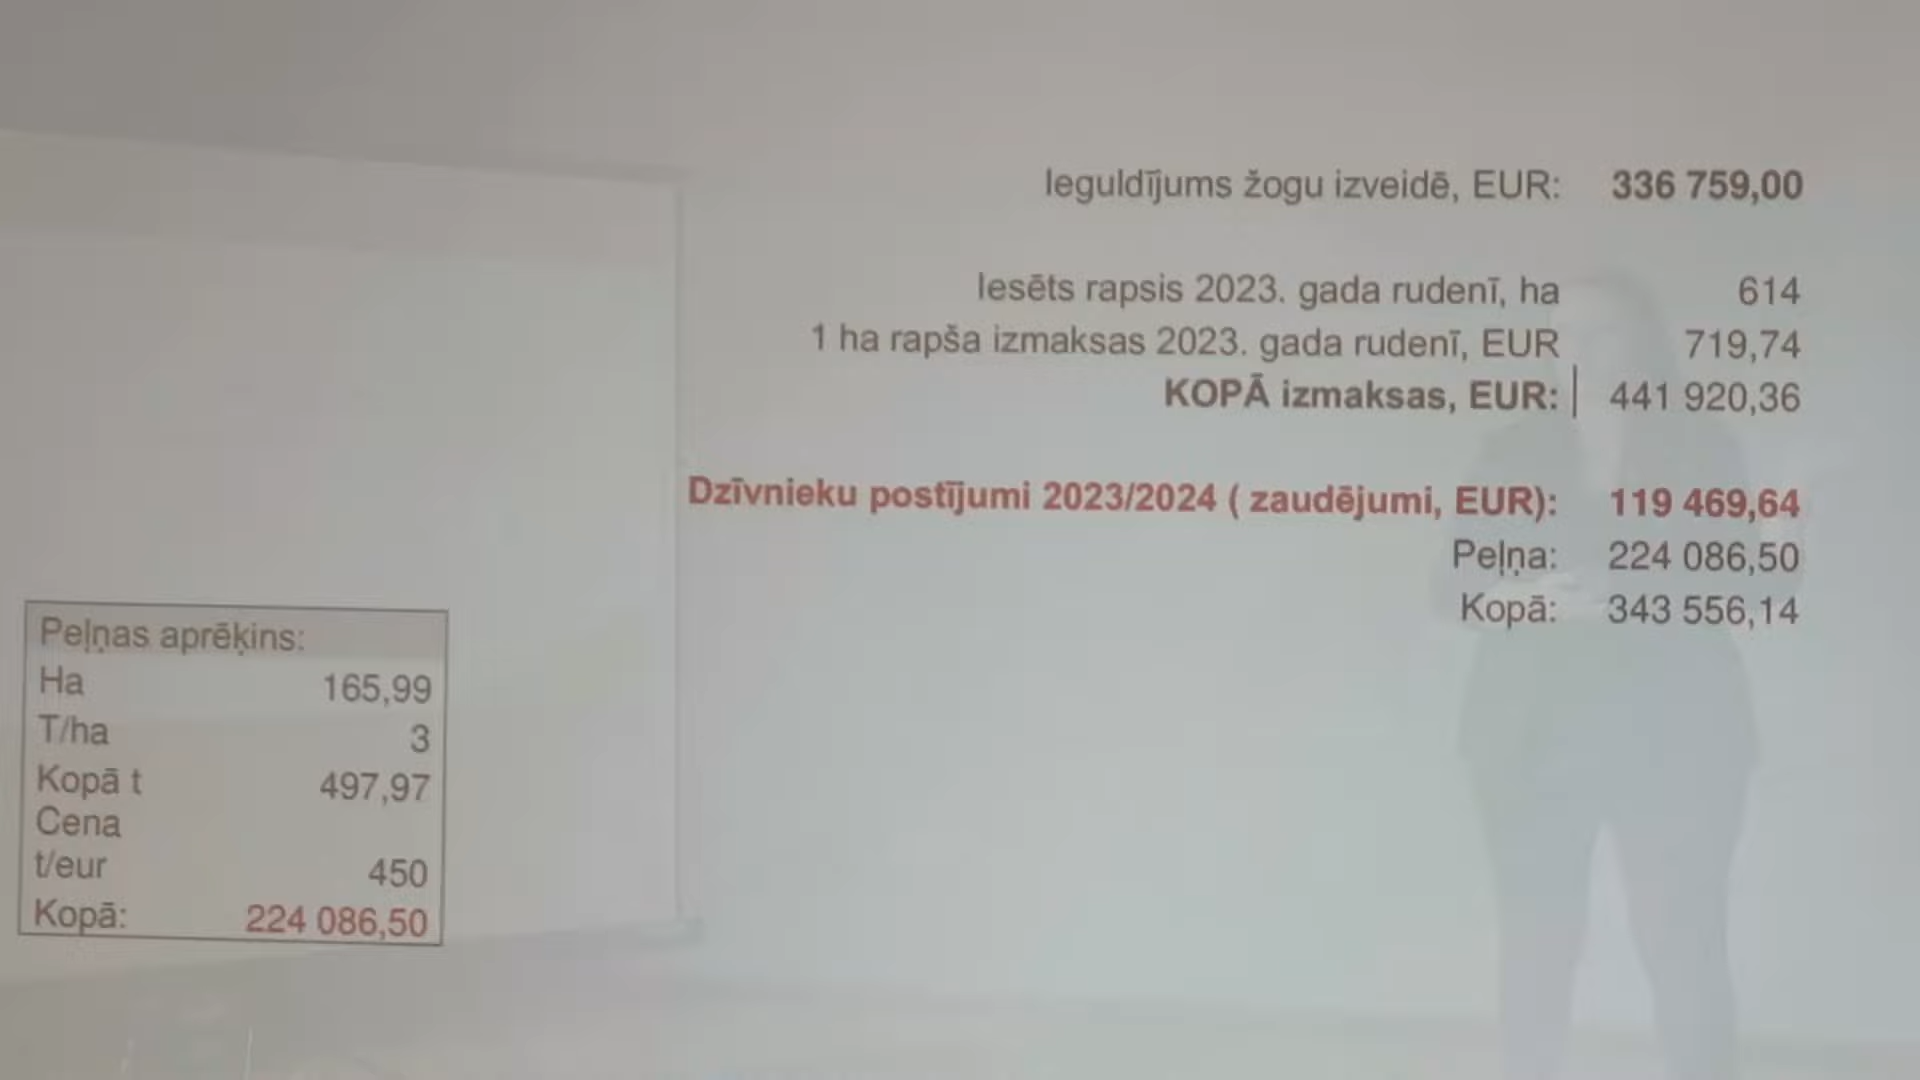 Ieguldījums žogu izveidē, EUR: 336 759,00
Iesēts rapsis 2023. gada rudenī, ha 614
1 ha rapša izmaksas 2023. gada rudenī, EUR 719,74
KOPĀ izmaksas, EUR: 441 920,36
Dzīvnieku postījumi 2023/2024 ( zaudējumi, EUR): 119 469,64
Peļņa: 224 086,50
Kopā: 343 556,14
Peļņas aprēķins:
Ha 165,99
T/ha 3
Kopā t 497,97
Cena
t/eur 450
Kopā: 224 086,50